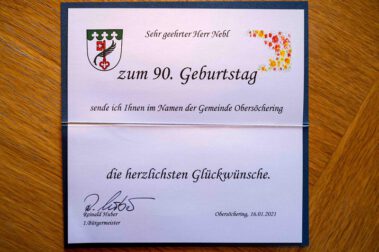 Sehr geehrter Herr Nebl
zum 90. Geburtstag
sende ich Ihnen im Namen der Gemeinde Obersöchering
die herzlichsten Glückwünsche.
Reinald Huber
1.Bürgermeister
Obersöchering, 16.01.2021